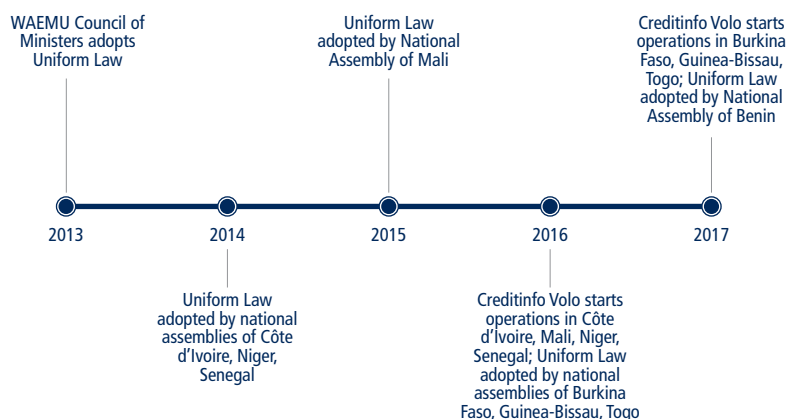 WAEMU Council of
Ministers adopts
Uniform Law
Uniform Law
adopted by National
Assembly of Mali
Creditinfo Volo starts
operations in Burkina
Faso, Guinea-Bissau,
Togo; Uniform Law
adopted by National
Assembly of Benin
2013
2014
2015
2016
2017
Uniform Law
adopted by national
assemblies of Côte
d’Ivoire, Niger,
Senegal
Creditinfo Volo starts
operations in Côte
d’Ivoire, Mali, Niger,
Senegal; Uniform Law
adopted by national
assemblies of Burkina
Faso, Guinea-Bissau, Togo